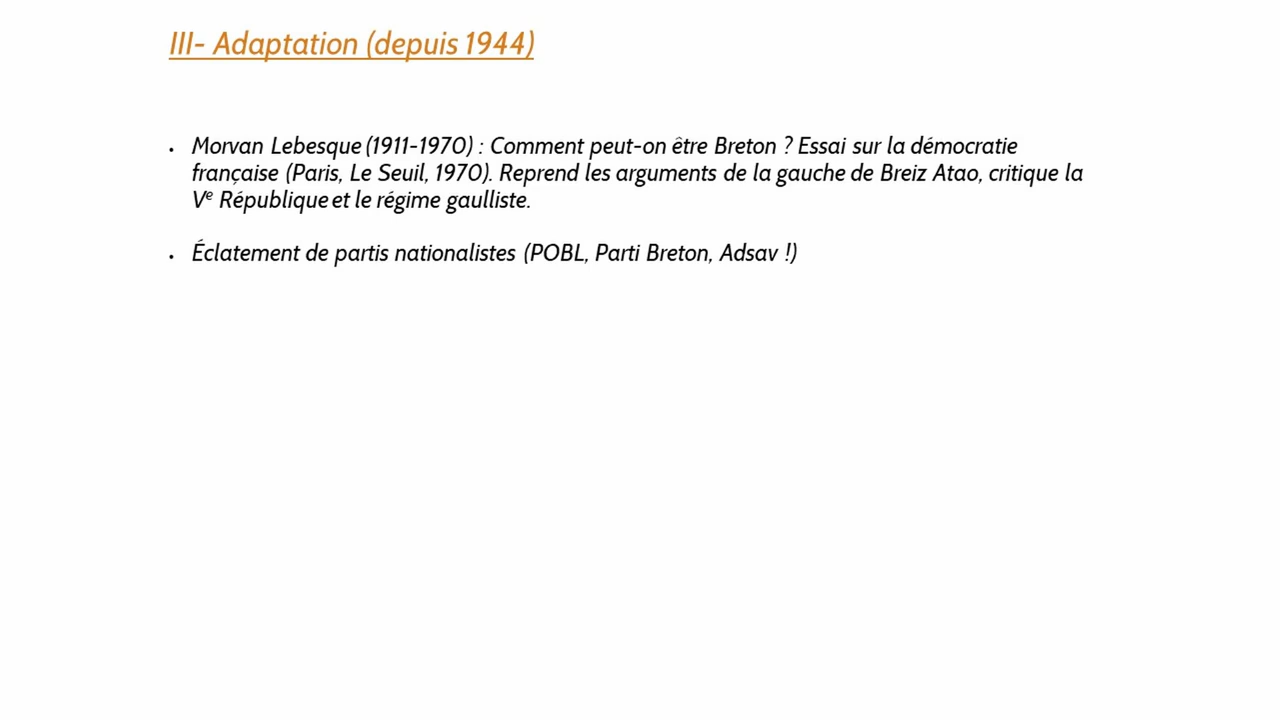 III- Adaptation (depuis 1944)
• Morvan Lebesque (1911-1970) : Comment peut-on être Breton ? Essai sur la démocratie
française (Paris, Le Seuil, 1970). Reprend les arguments de la gauche de Breiz Atao, critique la
Vᵉ République et le régime gaulliste.
• Éclatement de partis nationalistes (POBL, Parti Breton, Adsav !)